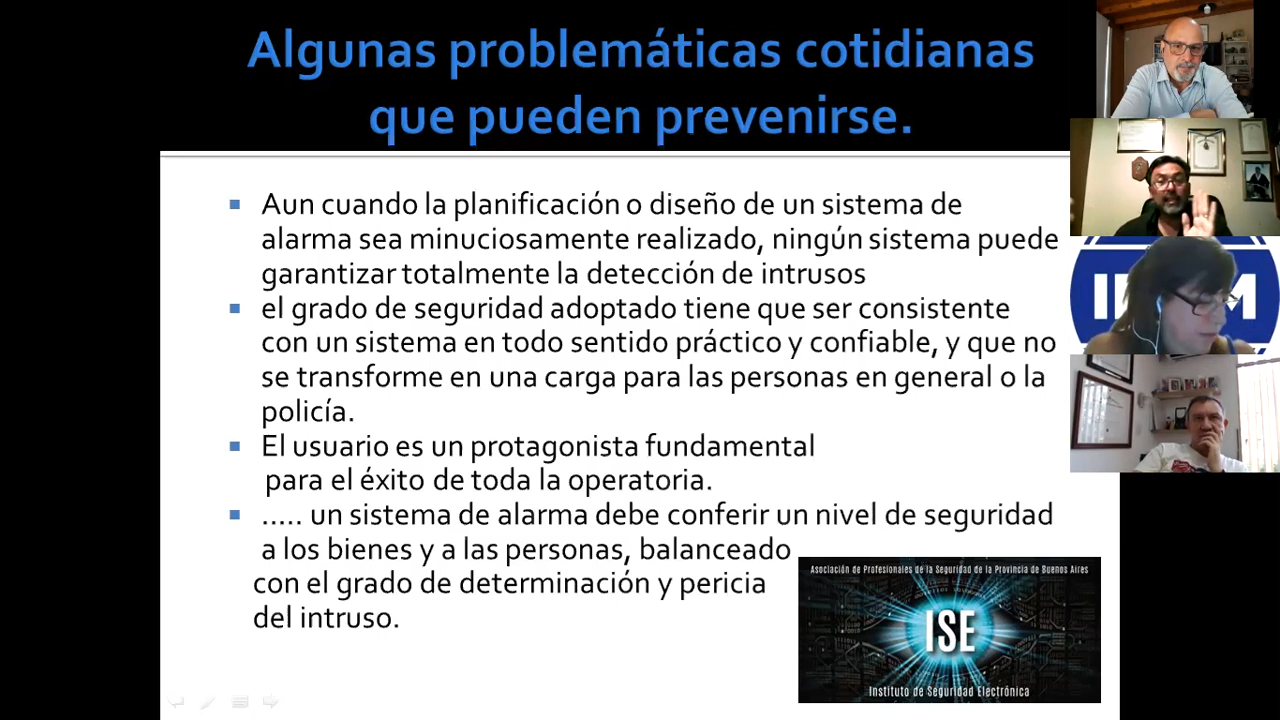 Algunas problemáticas cotidianas
que pueden prevenirse.
Aun cuando la planificación o diseño de un sistema de
alarma sea minuciosamente realizado, ningún sistema puede
garantizar totalmente la detección de intrusos
el grado de seguridad adoptado tiene que ser consistente
con un sistema en todo sentido práctico y confiable, y que no
se transforme en una carga para las personas en general o la
policía.
El usuario es un protagonista fundamental
para el éxito de toda la operatoria.
..... un sistema de alarma debe conferir un nivel de seguridad
a los bienes y a las personas, balanceado
con el grado de determinación y pericia
del intruso.
Asociación de Profesionales de la Seguridad de la Provincia de Buenos Aires
ISE
Instituto de Seguridad Electrónica